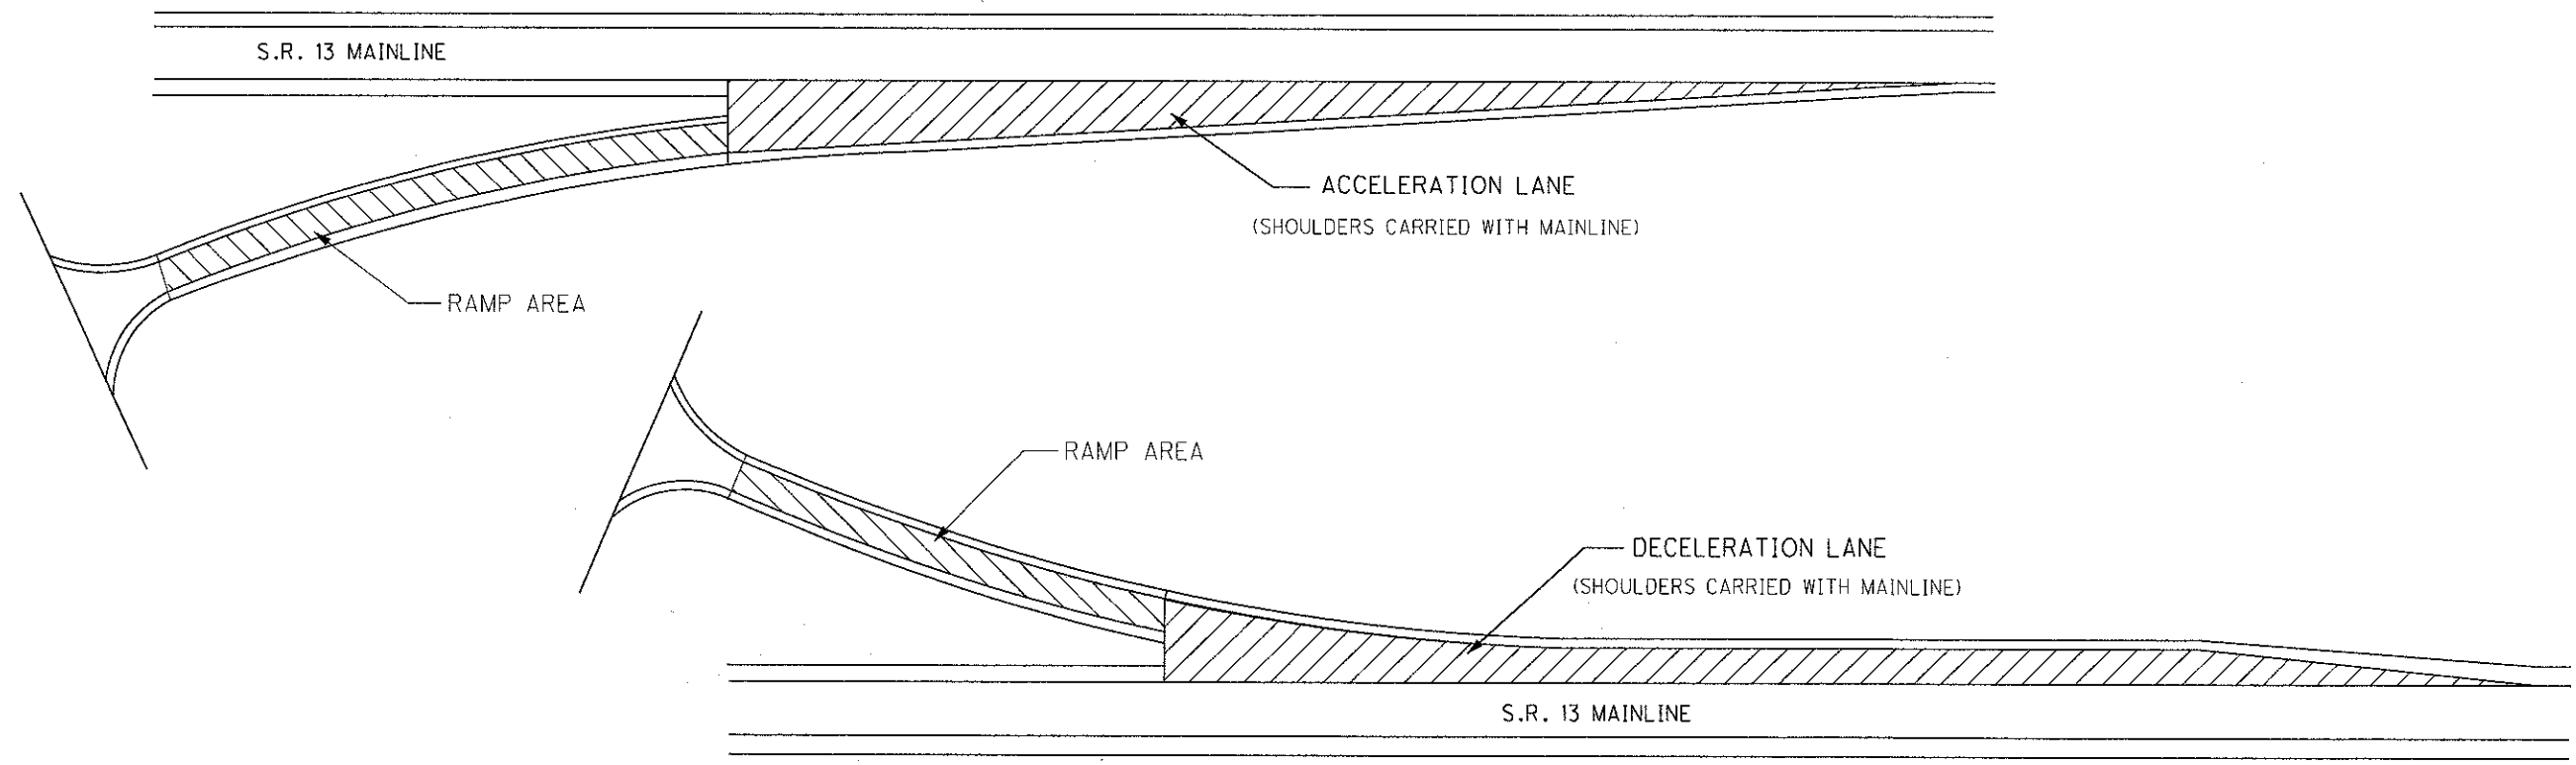 S.R. 13 MAINLINE
ACCELERATION LANE
(SHOULDERS CARRIED WITH MAINLINE)
RAMP AREA
RAMP AREA
DECELERATION LANE
(SHOULDERS CARRIED WITH MAINLINE)
S.R. 13 MAINLINE